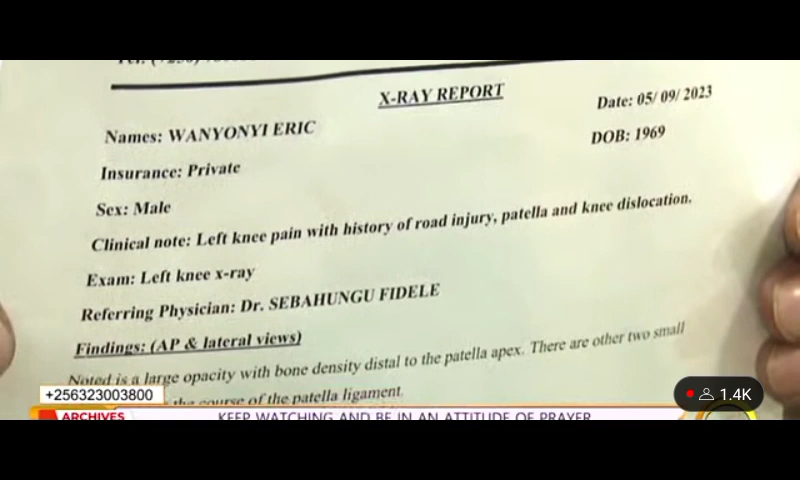 X-RAY REPORT
Date: 05/ 09/ 2023
Names: WANYONYI ERIC
DOB: 1969
Insurance: Private
Sex: Male
Clinical note: Left knee pain with history of road injury, patella and knee dislocation.
Exam: Left knee x-ray
Referring Physician: Dr. SEBAHUNGU FIDELE
Findings: (AP & lateral views)
Noted is a large opacity with bone density distal to the patella apex. There are other two small
the course of the patella ligament.
+256323003800
1.4K
ARCHIVES
KEEP WATCHING AND BE IN AN ATTITUDE OF PRAYER